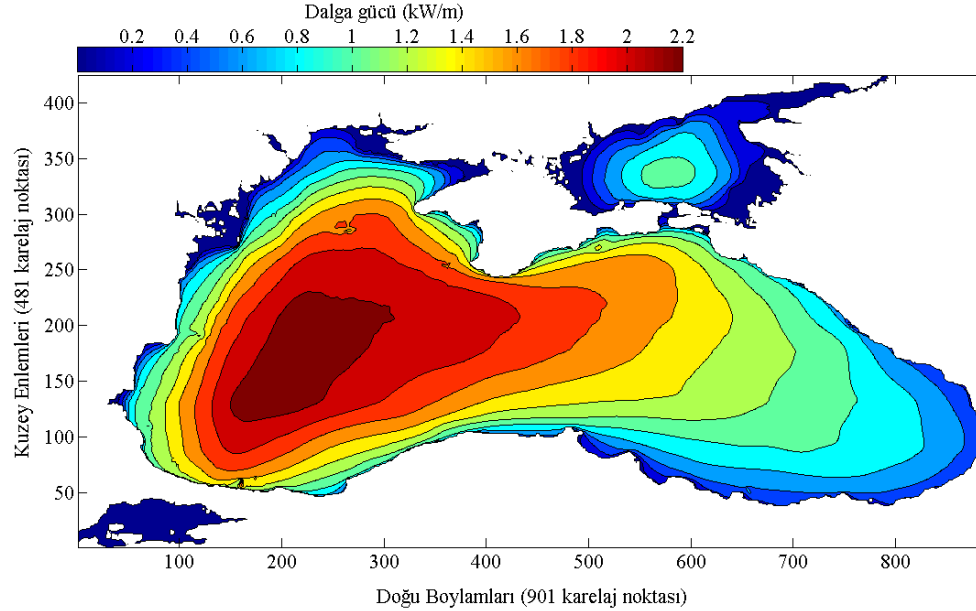 Dalga gücü (kW/m)
0.2 0.4 0.6 0.8 1 1.2 1.4 1.6 1.8 2 2.2
400
350
300
250
200
150
100
50
Kuzey Enlemleri (481 karelaj noktası)
100 200 300 400 500 600 700 800
Doğu Boylamları (901 karelaj noktası)